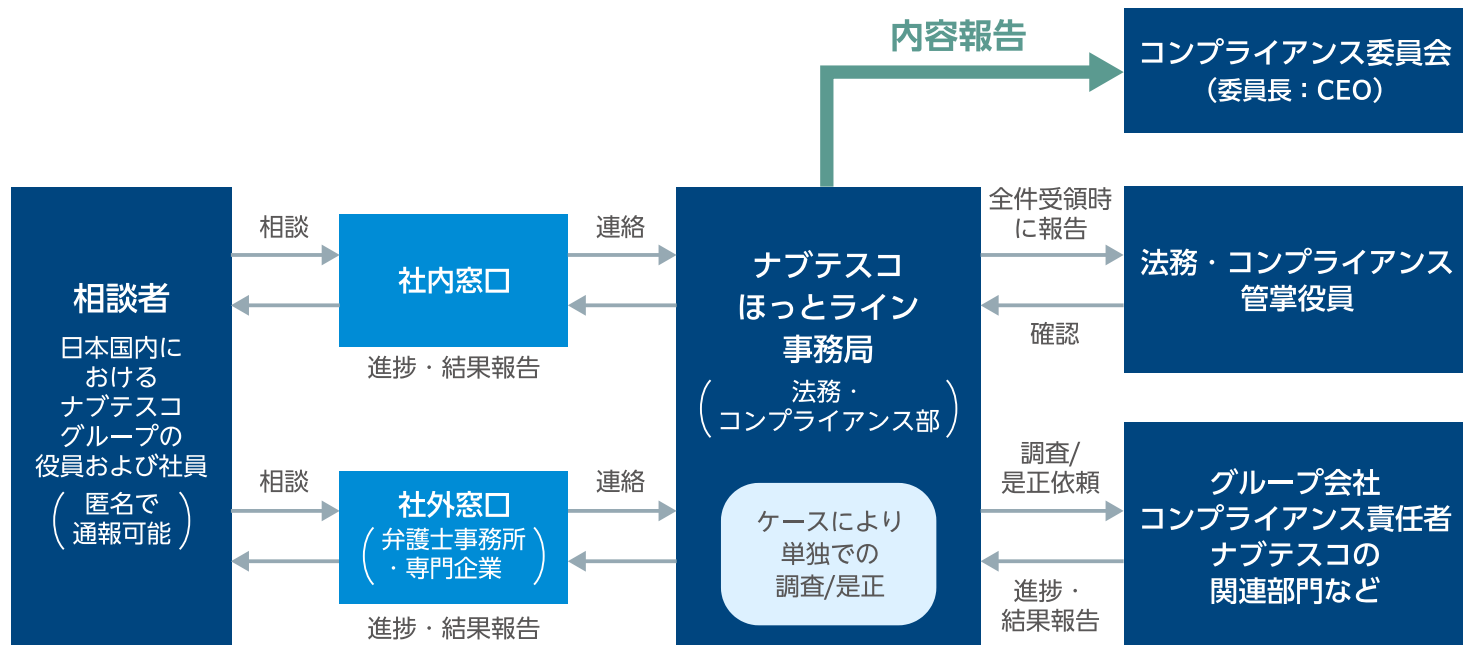 内容報告
コンプライアンス委員会
（委員長：CEO）
相談者
日本国内に
おける
ナブテスコ
グループの
役員および社員
（匿名で
通報可能）
相談
社内窓口
連絡
進捗・結果報告
相談
社外窓口
（弁護士事務所
・専門企業）
連絡
進捗・結果報告
ナブテスコ
ほっとライン
事務局
（法務・
コンプライアンス部）
ケースにより
単独での
調査/是正
全件受領時
に報告
確認
法務・コンプライアンス
管掌役員
調査/
是正依頼
進捗・
結果報告
グループ会社
コンプライアンス責任者
ナブテスコの
関連部門など